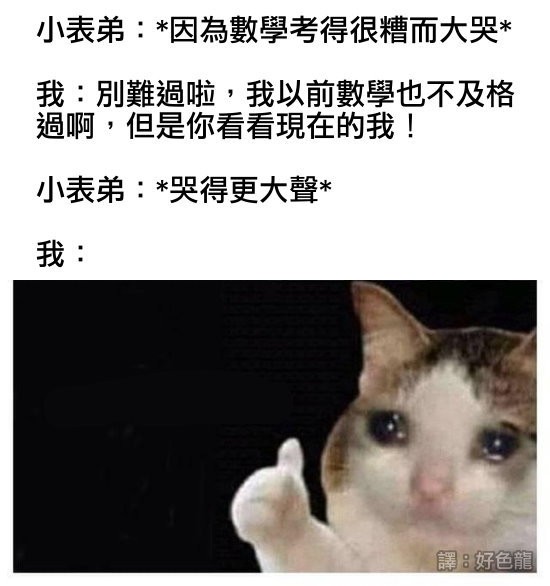 小表弟：*因為數學考得很糟而大哭*
我：別難過啦，我以前數學也不及格
過啊，但是你看看現在的我！
小表弟：*哭得更大聲*
我：
譯：好色龍